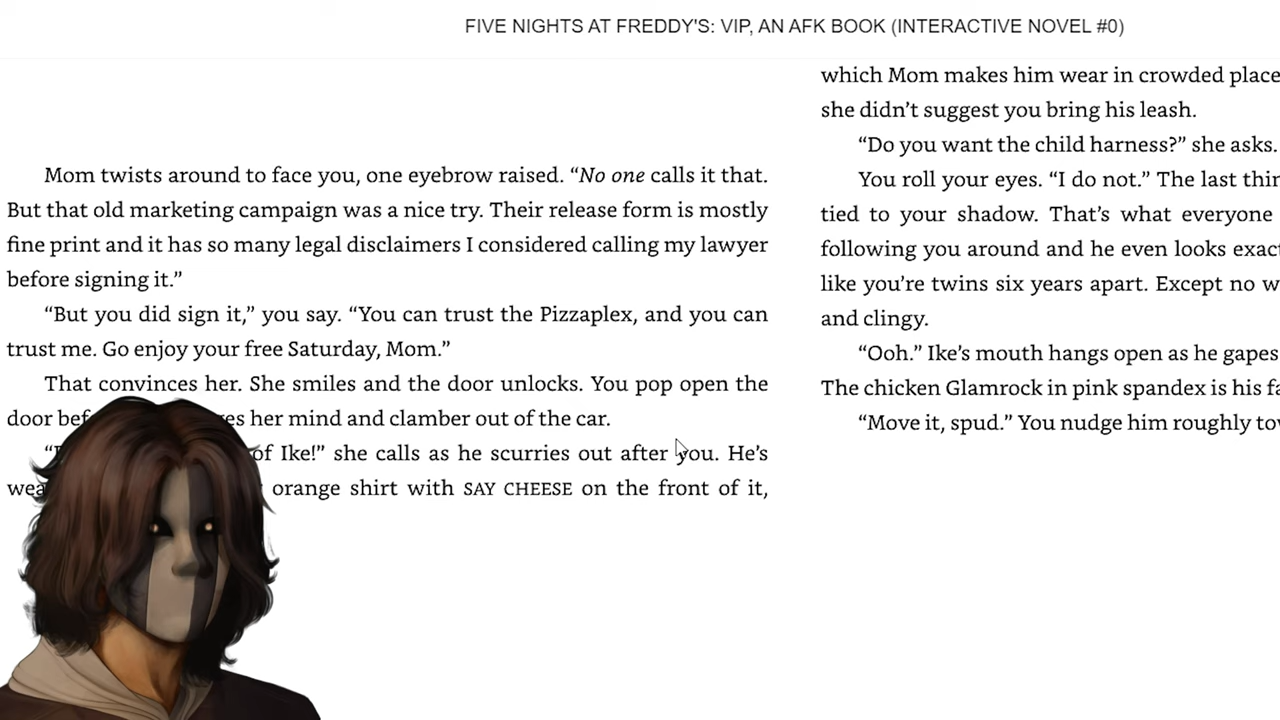 FIVE NIGHTS AT FREDDY'S: VIP, AN AFK BOOK (INTERACTIVE NOVEL #0)
Mom twists around to face you, one eyebrow raised. “No one calls it that.
But that old marketing campaign was a nice try. Their release form is mostly
fine print and it has so many legal disclaimers I considered calling my lawyer
before signing it.”
“But you did sign it,” you say. “You can trust the Pizzaplex, and you can
trust me. Go enjoy your free Saturday, Mom.”
That convinces her. She smiles and the door unlocks. You pop open the
door her mind and clamber out of the car.
of Ike!” she calls as he scurries out after you. He’s
orange shirt with SAY CHEESE on the front of it,
which Mom makes him wear in crowded place
she didn’t suggest you bring his leash.
“Do you want the child harness?” she asks.
You roll your eyes. “I do not.” The last thin
tied to your shadow. That’s what everyone
following you around and he even looks exac
like you’re twins six years apart. Except no w
and clingy.
“Ooh.” Ike’s mouth hangs open as he gapes
The chicken Glamrock in pink spandex is his fa
“Move it, spud.” You nudge him roughly tov